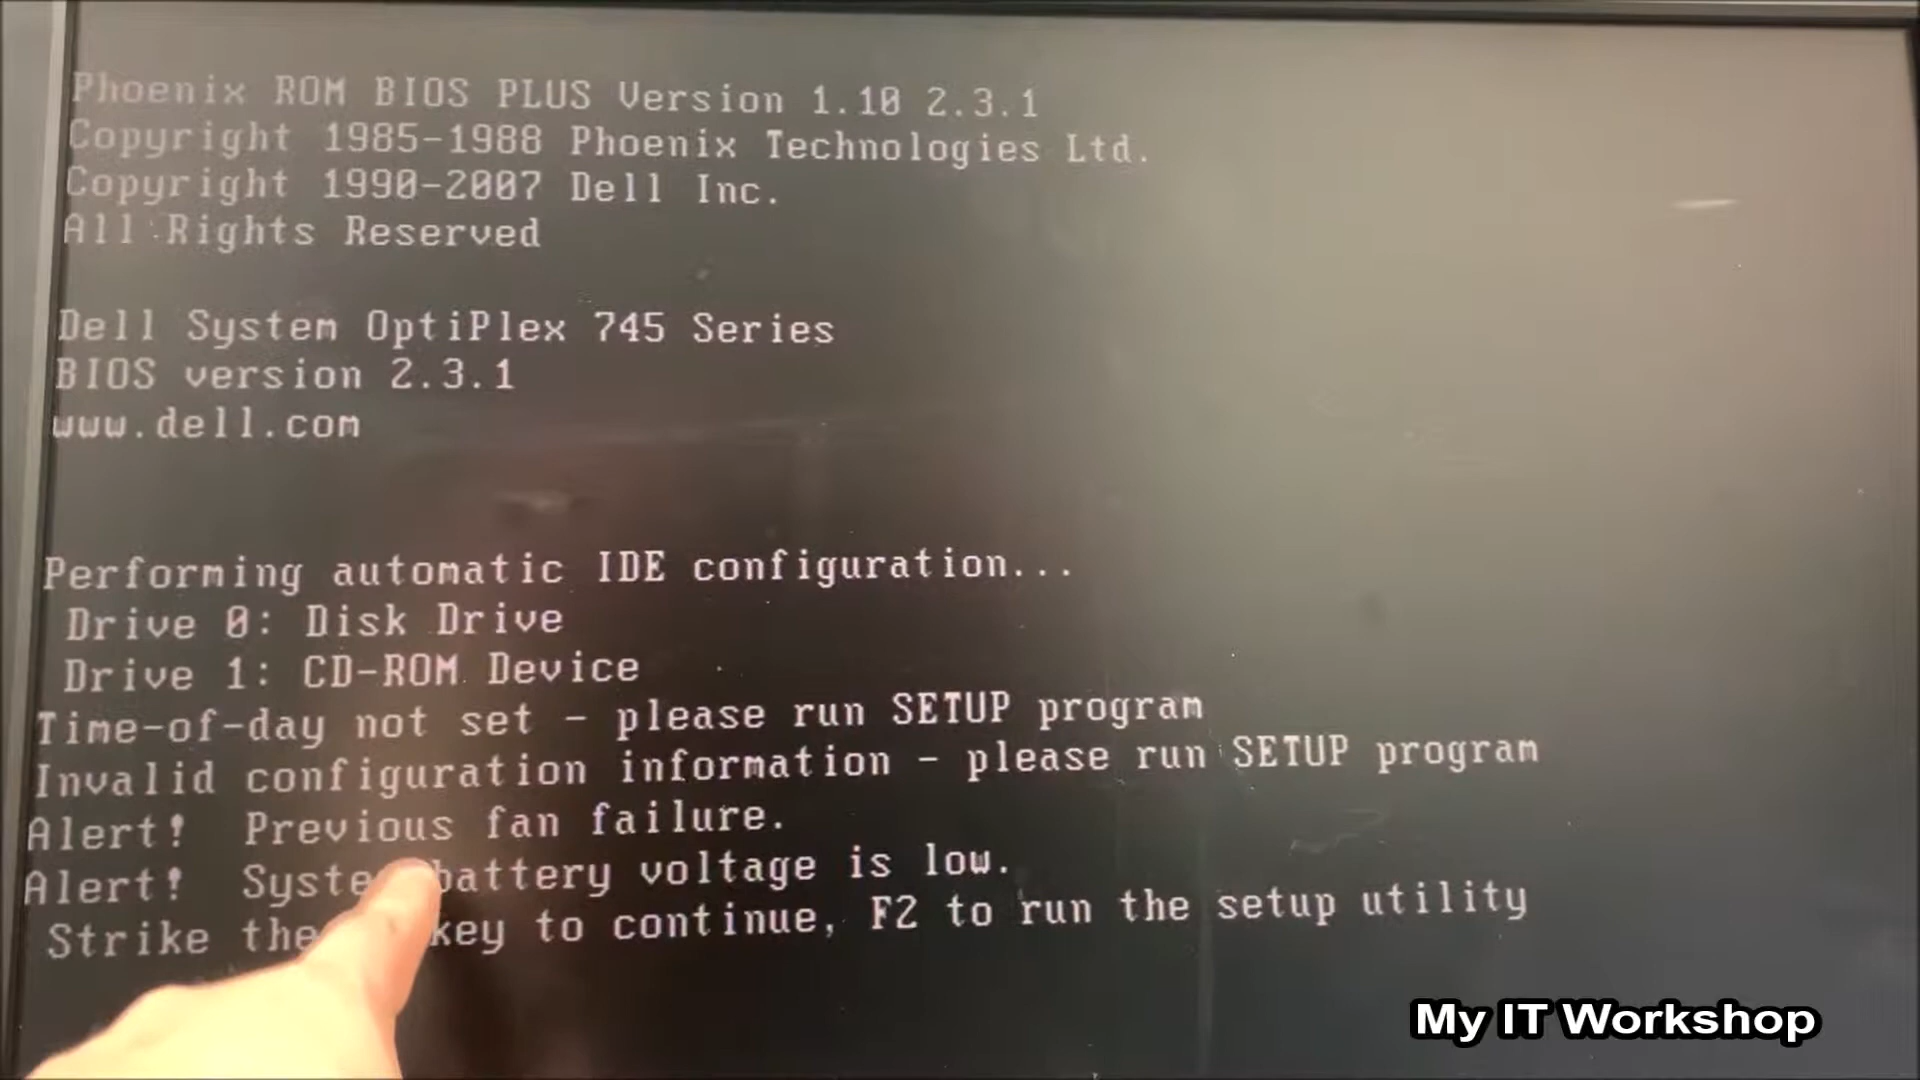 Phoenix ROM BIOS PLUS Version 1.10 2.3.1
Copyright 1985-1988 Phoenix Technologies Ltd.
Copyright 1990-2007 Dell Inc.
All Rights Reserved
Dell System OptiPlex 745 Series
BIOS version 2.3.1
www.dell.com
Performing automatic IDE configuration...
Drive 0: Disk Drive
Drive 1: CD-ROM Device
Time-of-day not set - please run SETUP program
Invalid configuration information - please run SETUP program
Alert! Previous fan failure.
Alert! System battery voltage is low.
Strike the key to continue, F2 to run the setup utility
My IT Workshop